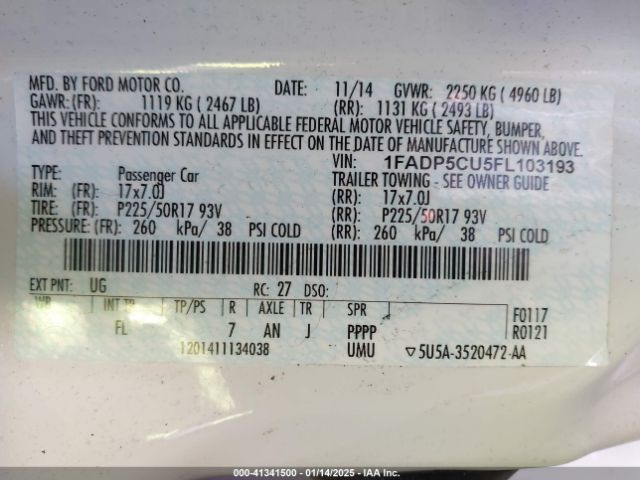 MFD. BY FORD MOTOR CO. DATE: 11/14 GVWR: 2250 KG ( 4960 LB)
GAWR: (FR): 1119 KG ( 2467 LB) (RR): 1131 KG ( 2493 LB)
THIS VEHICLE CONFORMS TO ALL APPLICABLE FEDERAL MOTOR VEHICLE SAFETY, BUMPER,
AND THEFT PREVENTION STANDARDS IN EFFECT ON THE DATE OF MANUFACTURE SHOWN ABOVE.
VIN: 1FADP5CU5FL103193
TYPE: Passenger Car TRAILER TOWING - SEE OWNER GUIDE
RIM: (FR): 17x7.0J (RR): 17x7.0J
TIRE: (FR): P225/50R17 93V (RR): P225/50R17 93V
PRESSURE: (FR): 260 kPa/ 38 PSI COLD (RR): 260 kPa/ 38 PSI COLD
EXT PNT: UG RC: 27 DSO:
WB INT TR TP/PS R AXLE TR SPR F0117
FL 7 AN J PPPP R0121
1201411134038 UMU ▽5U5A-3520472-AA
000-41341500 - 01/14/2025 - IAA Inc.